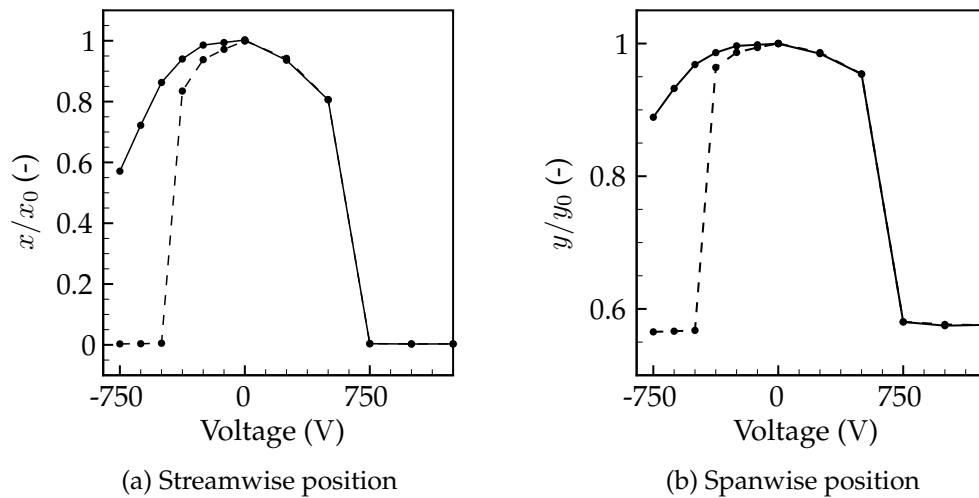 1
0.8
0.6
0.4
0.2
0
x/x₀ (-)
-750 0 750
Voltage (V)
(a) Streamwise position
1
0.8
0.6
y/y₀ (-)
-750 0 750
Voltage (V)
(b) Spanwise position